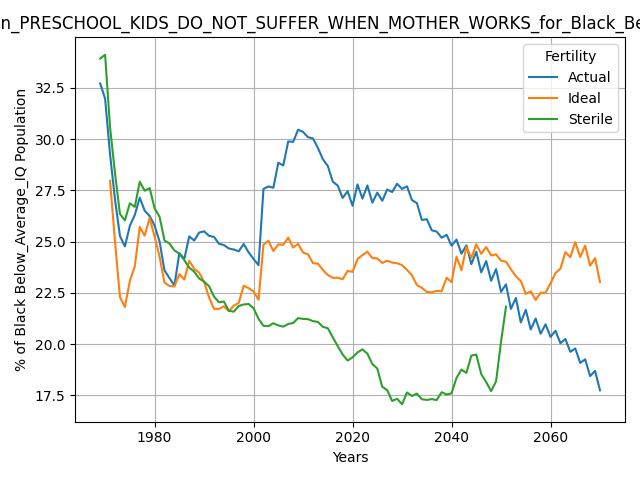 n_PRESCHOOL_KIDS_DO_NOT_SUFFER_WHEN_MOTHER_WORKS_for_Black_Be
% of Black Below_Average_IQ Population
32.5
30.0
27.5
25.0
22.5
20.0
17.5
Fertility
Actual
Ideal
Sterile
1980
2000
2020
2040
2060
Years